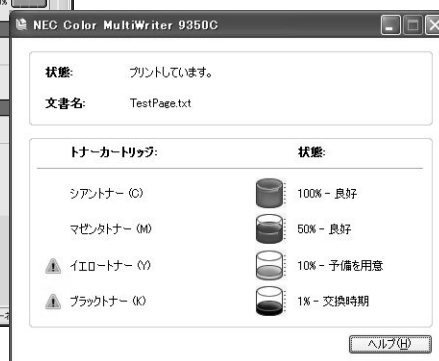 NEC Color MultiWriter 9350C
状態: プリントしています。
文書名: TestPage.txt
トナーカートリッジ: 状態:
シアントナー (C) 100% - 良好
マゼンタトナー (M) 50% - 良好
イエロートナー (Y) 10% - 予備を用意
ブラックトナー (K) 1% - 交換時期
ヘルプ(H)